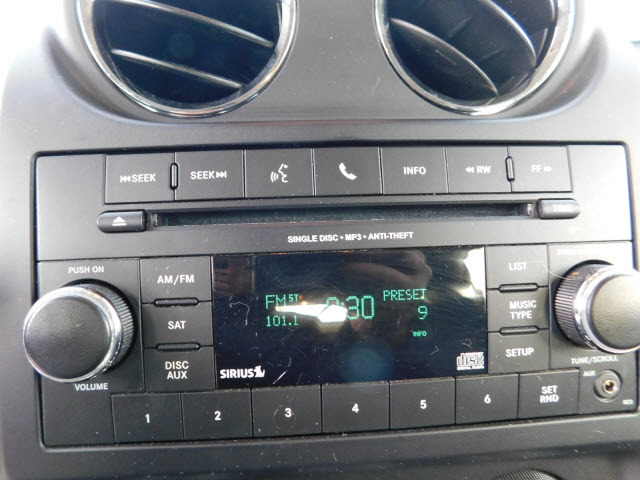 SEEK
SEEK
INFO
RW
FF
SINGLE DISC • MP3 • ANTI-THEFT
PUSH ON
AM/FM
SAT
DISC AUX
VOLUME
FM ST
101.1
:30
PRESET
9
INFO
SIRIUS
disc
LIST
MUSIC TYPE
SETUP
TUNE/SCROLL
AUX
1
2
3
4
5
6
SET RND